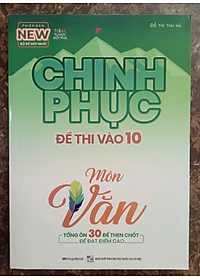 PHIÊN BẢN
NEW
ĐỖ THỊ THU HÀ
CHINH
PHỤC
ĐỀ THI VÀO 10
Môn
Văn
TỔNG ÔN 30 ĐỀ THEN CHỐT
ĐỂ ĐẠT ĐIỂM CAO